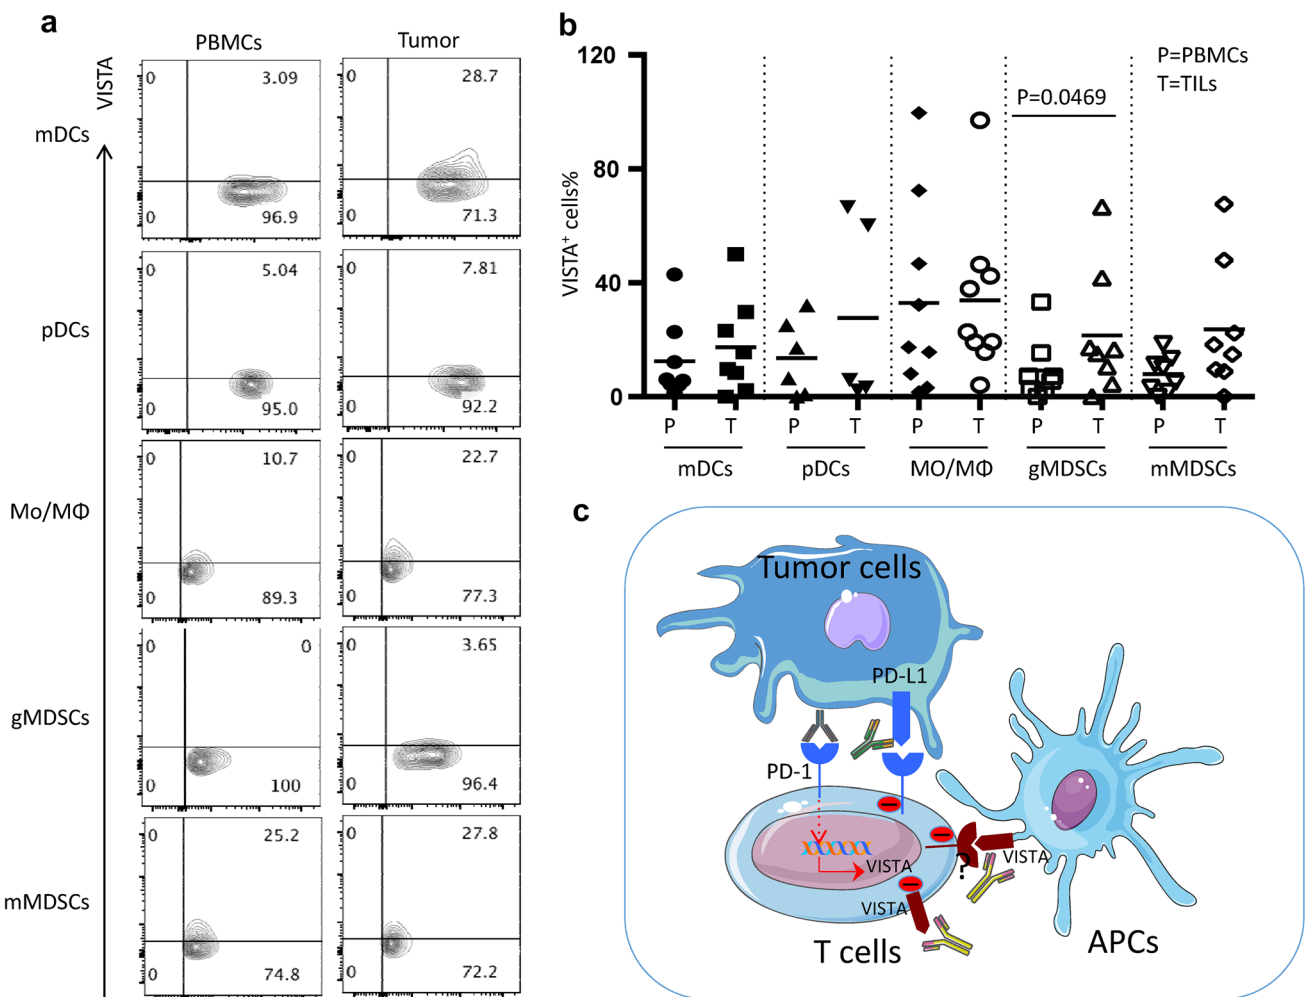 a
PBMCs
Tumor
VISTA
mDCs
0
3.09
0
96.9
0
28.7
0
71.3
pDCs
0
5.04
0
95.0
0
7.81
0
92.2
Mo/MΦ
0
10.7
0
89.3
0
22.7
0
77.3
gMDSCs
0
0
0
100
0
3.65
0
96.4
mMDSCs
0
25.2
0
74.8
0
27.8
0
72.2
b
VISTA⁺ cells%
120
80
40
0
P=PBMCs
T=TILs
P=0.0469
P T P T P T P T P T
mDCs pDCs MO/MΦ gMDSCs mMDSCs
c
Tumor cells
PD-L1
PD-1
VISTA
VISTA
?
VISTA
T cells
APCs